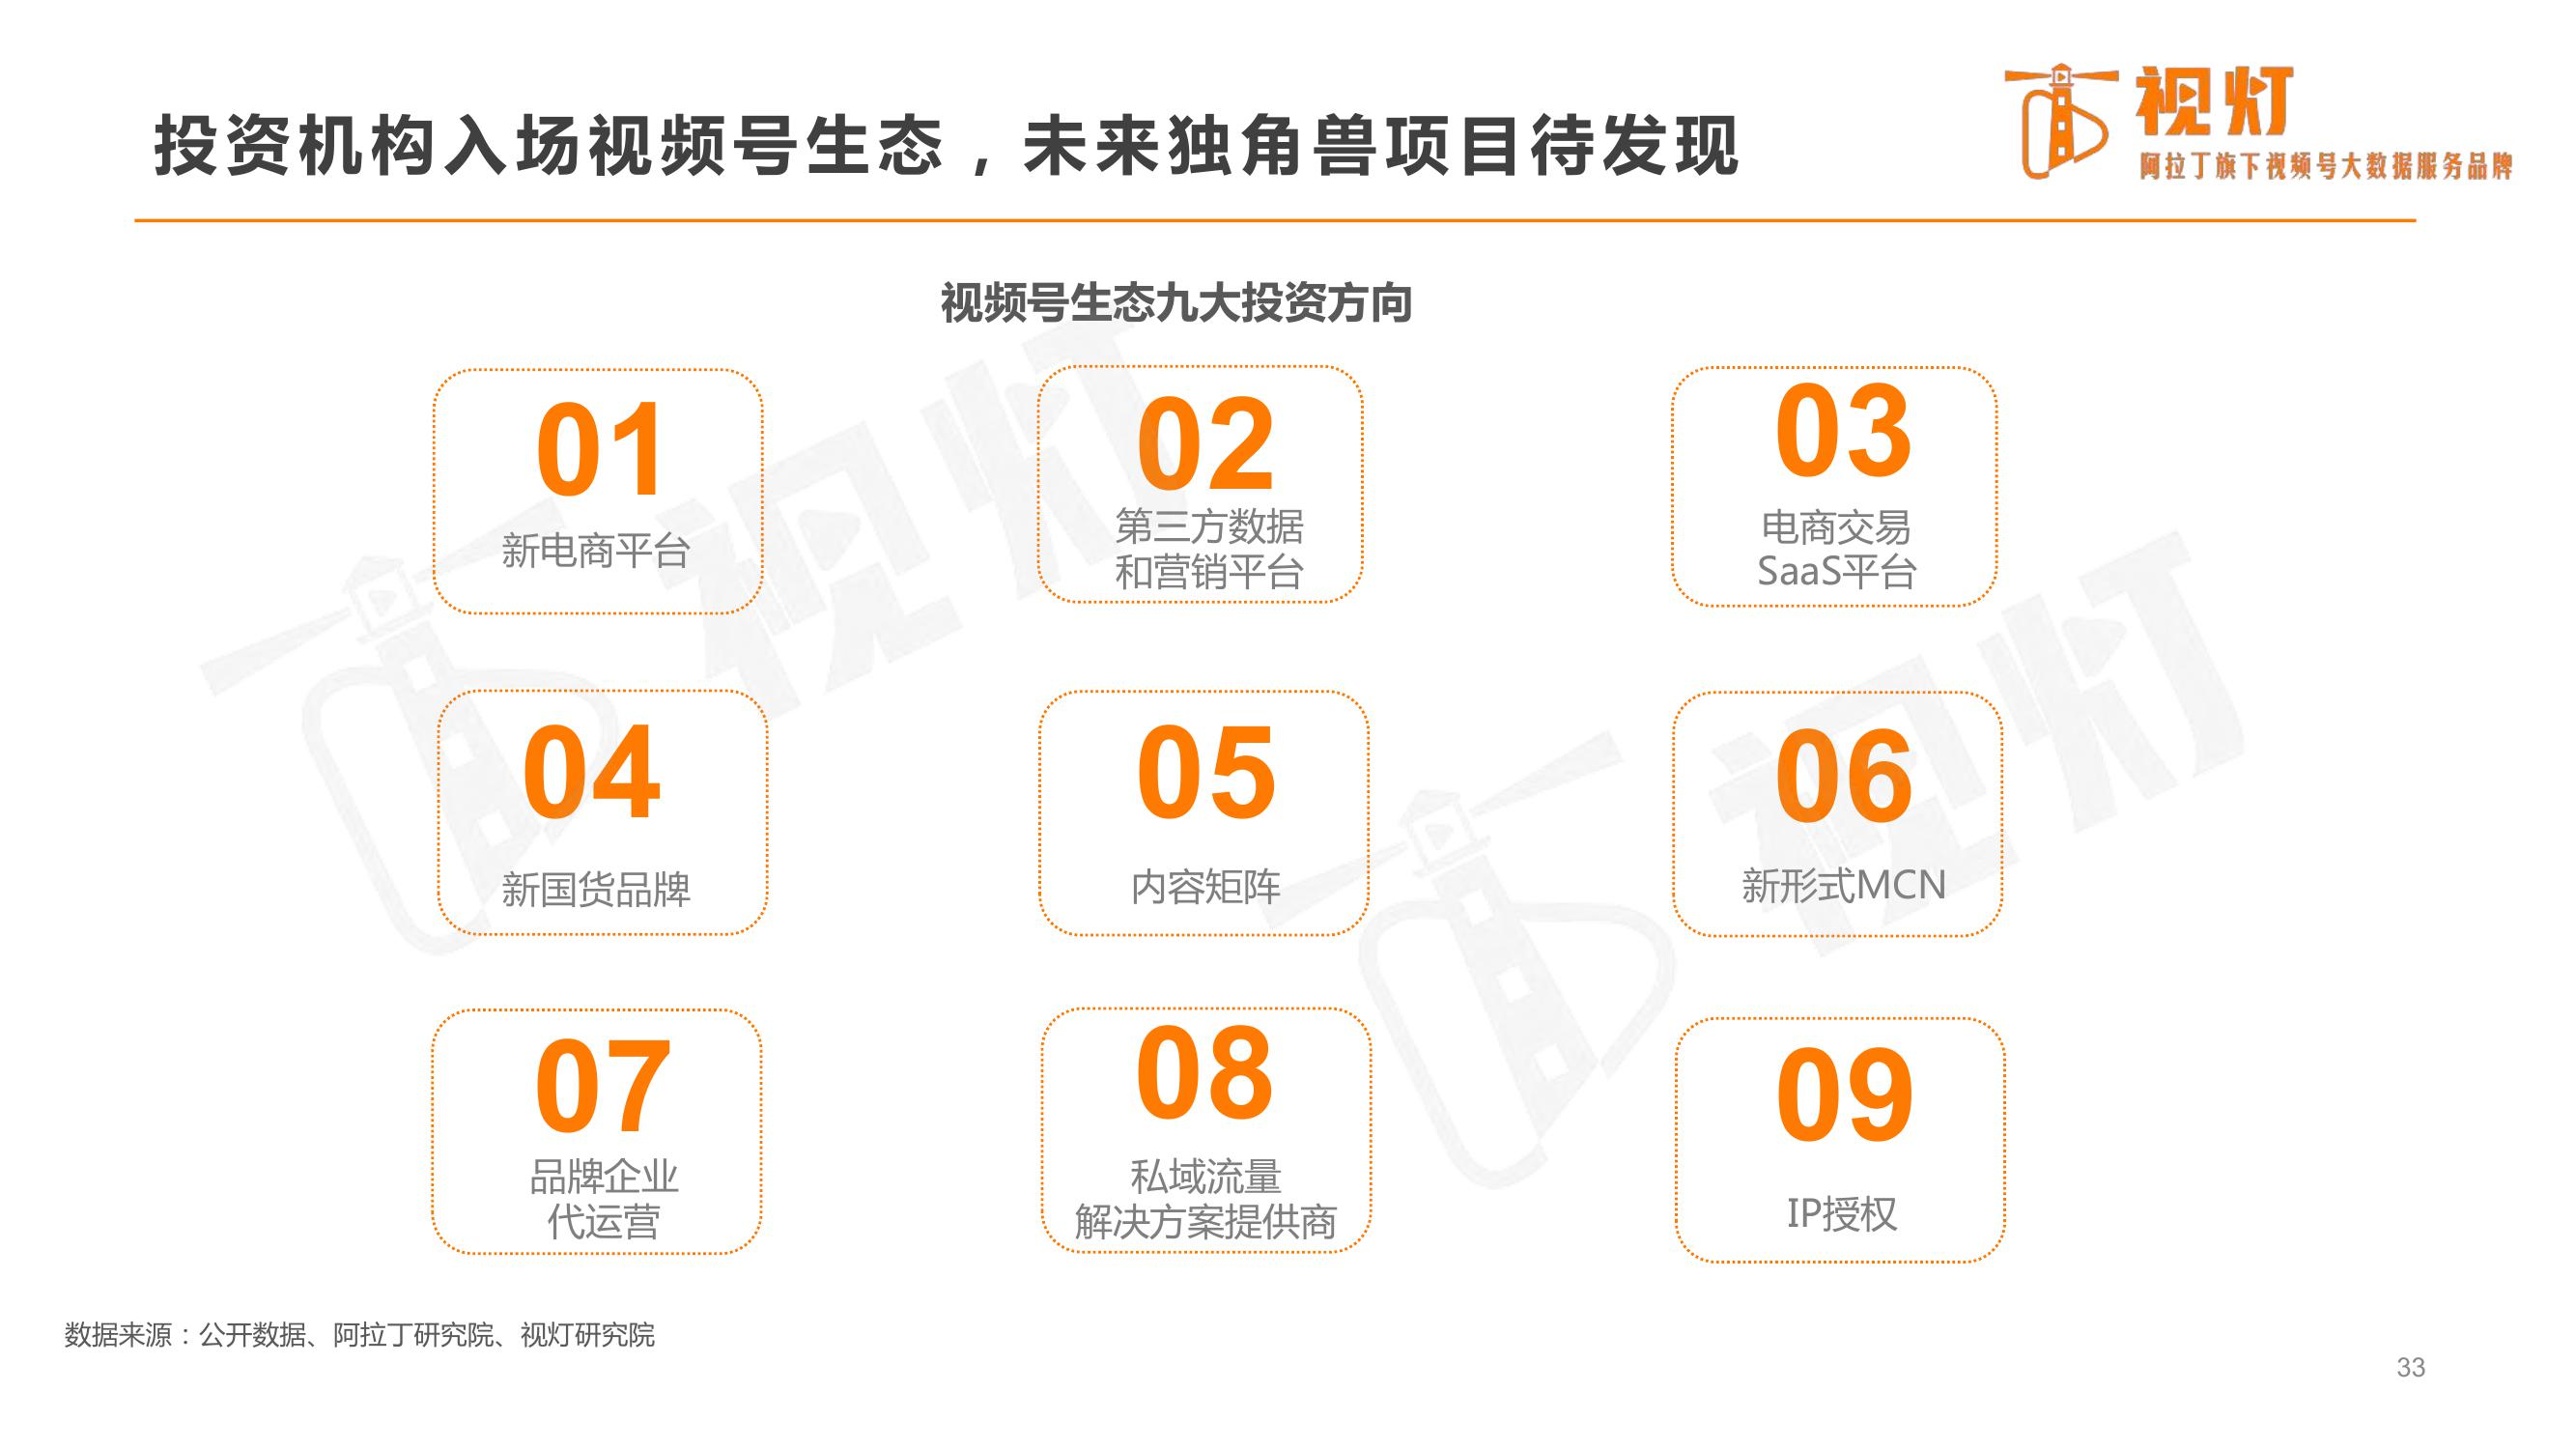 投资机构入场视频号生态，未来独角兽项目待发现
视灯
阿拉丁旗下视频号大数据服务品牌
视频号生态九大投资方向
01
新电商平台
02
第三方数据
和营销平台
03
电商交易
SaaS平台
04
新国货品牌
05
内容矩阵
06
新形式MCN
07
品牌企业
代运营
08
私域流量
解决方案提供商
09
IP授权
视灯
视灯
数据来源：公开数据、阿拉丁研究院、视灯研究院
33